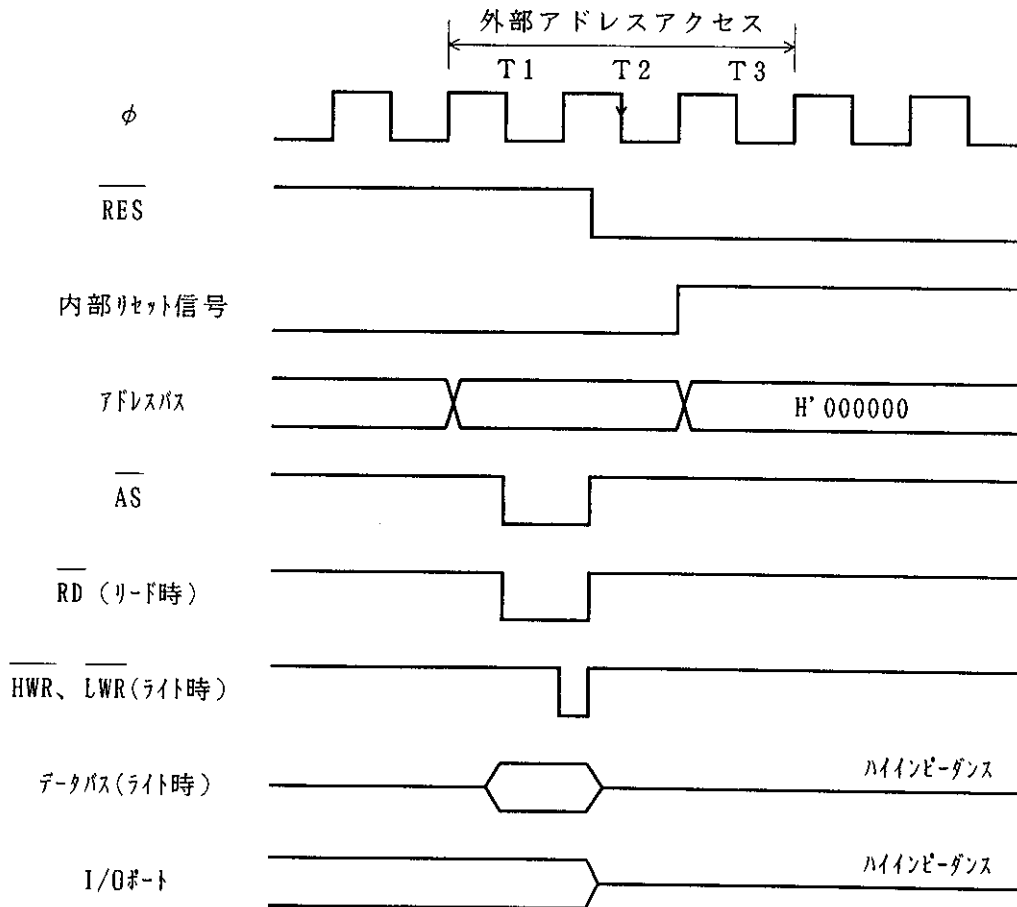 外部アドレスアクセス
T1 T2 T3
φ
RES
内部リセット信号
アドレスバス
H'000000
AS
RD (リード時)
HWR、LWR(ライト時)
データバス(ライト時)
ハイインピーダンス
I/Oポート
ハイインピーダンス